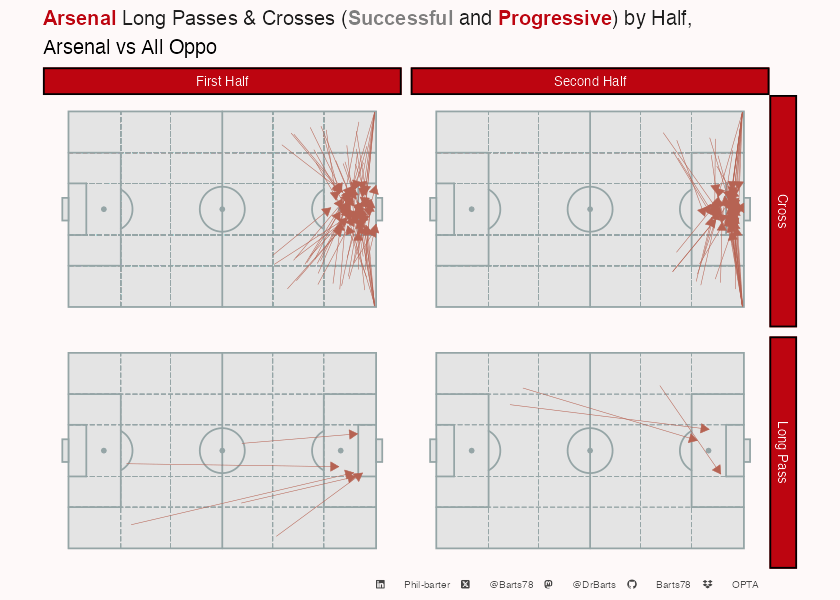 Arsenal Long Passes & Crosses (Successful and Progressive) by Half,
Arsenal vs All Oppo
First Half
Second Half
Cross
Long Pass
Phil-barter @Barts78 @DrBarts Barts78 OPTA